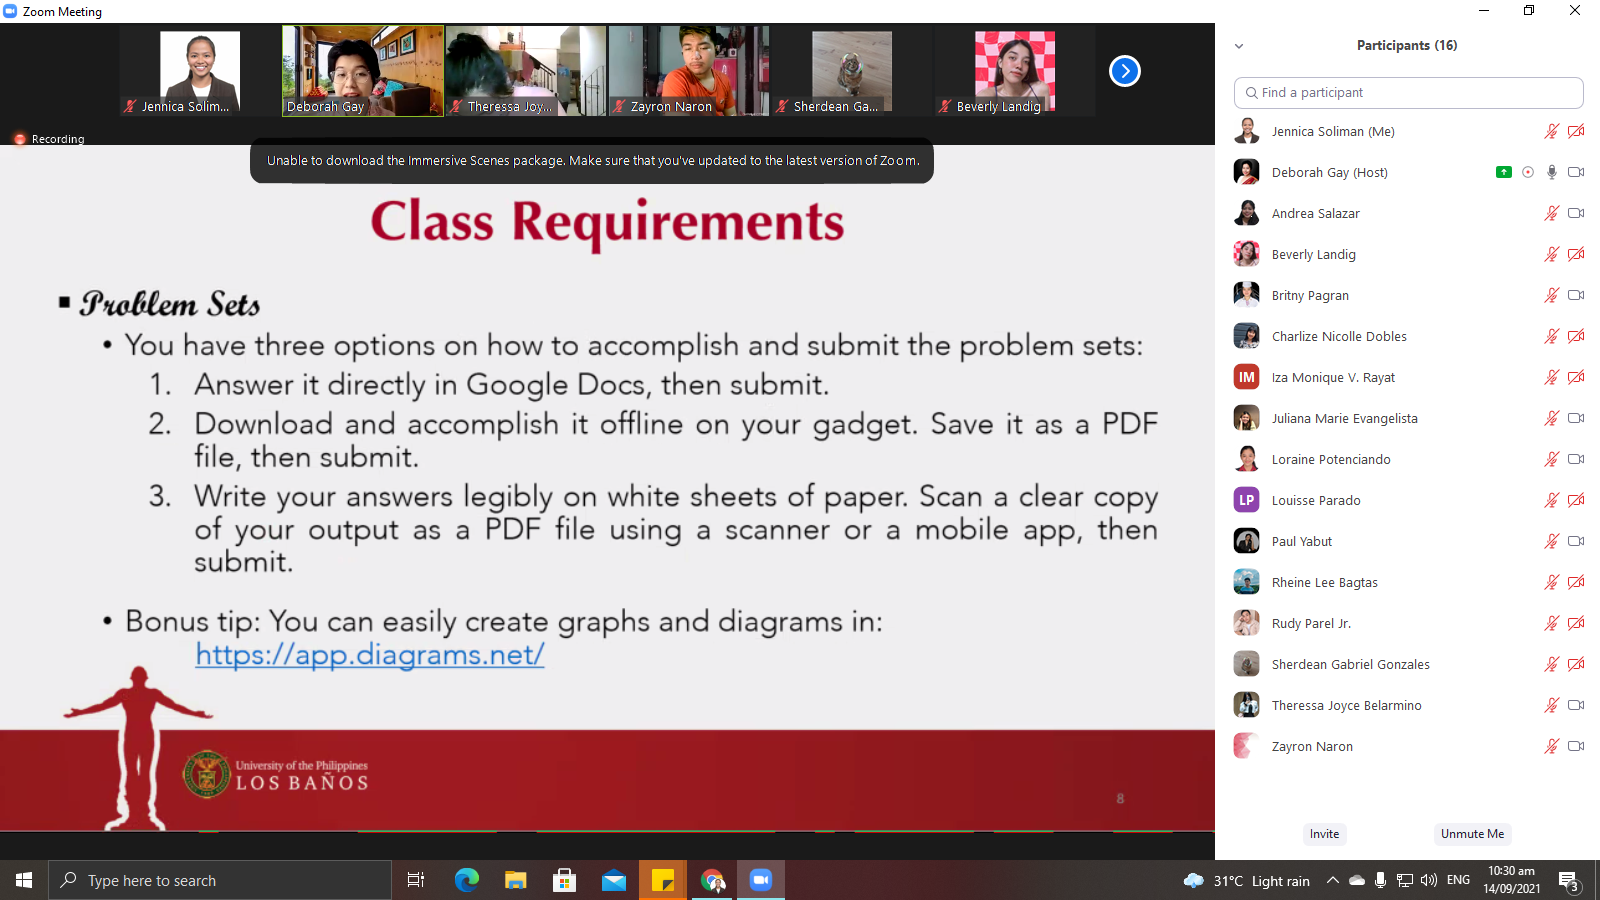 Zoom Meeting
Jennica Solim...
Deborah Gay
Theressa Joy...
Zayron Naron
Sherdean Ga...
Beverly Landig
Recording
Unable to download the Immersive Scenes package. Make sure that you've updated to the latest version of Zoom.
Class Requirements
Problem Sets
• You have three options on how to accomplish and submit the problem sets:
1. Answer it directly in Google Docs, then submit.
2. Download and accomplish it offline on your gadget. Save it as a PDF
file, then submit.
3. Write your answers legibly on white sheets of paper. Scan a clear copy
of your output as a PDF file using a scanner or a mobile app, then
submit.
• Bonus tip: You can easily create graphs and diagrams in:
https://app.diagrams.net/
University of the Philippines
LOS BAÑOS
8
Participants (16)
Find a participant
Jennica Soliman (Me)
Deborah Gay (Host)
Andrea Salazar
Beverly Landig
Britny Pagran
Charlize Nicolle Dobles
IM Iza Monique V. Rayat
Juliana Marie Evangelista
Loraine Potenciando
LP Louisse Parado
Paul Yabut
Rheine Lee Bagtas
Rudy Parel Jr.
Sherdean Gabriel Gonzales
Theressa Joyce Belarmino
Zayron Naron
Invite
Unmute Me
Type here to search
31°C Light rain
ENG
10:30 am
14/09/2021
3